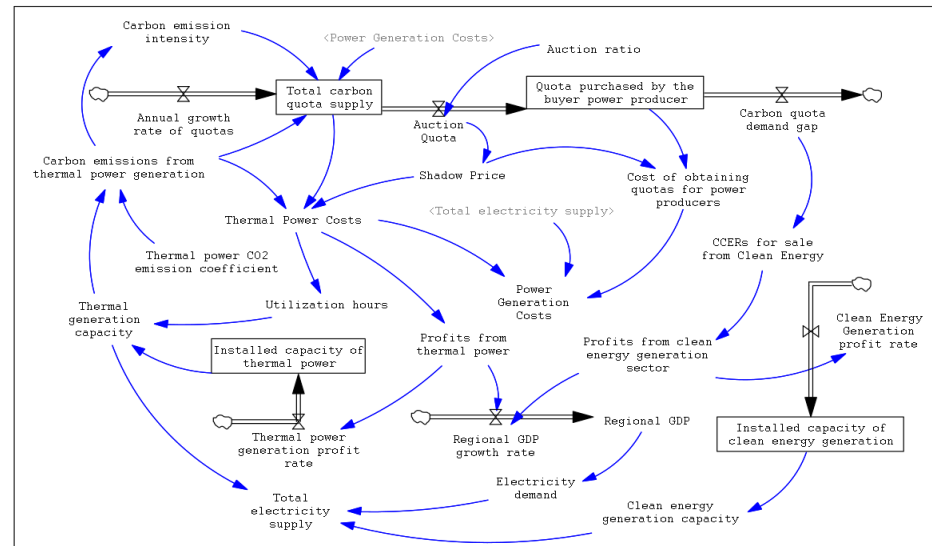 Carbon emission
intensity
<Power Generation Costs>
Auction ratio
Total carbon
quota supply
Quota purchased by the
buyer power producer
Annual growth
rate of quotas
Auction
Quota
Carbon quota
demand gap
Carbon emissions from
thermal power generation
Shadow Price
Cost of obtaining
quotas for power
producers
Thermal Power Costs
<Total electricity supply>
CCERs for sale
from Clean Energy
Thermal power CO2
emission coefficient
Power
Generation
Costs
Thermal
generation
capacity
Utilization hours
Clean Energy
Generation
profit rate
Installed capacity of
thermal power
Profits from
thermal power
Profits from clean
energy generation
sector
Thermal power
generation profit
rate
Regional GDP
growth rate
Regional GDP
Installed capacity of
clean energy generation
Electricity
demand
Total
electricity
supply
Clean energy
generation capacity